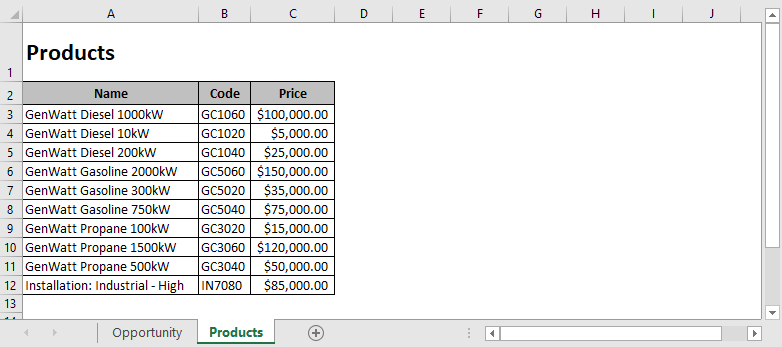 A B C D E F G H I J
1 Products
2 Name Code Price
3 GenWatt Diesel 1000kW GC1060 $100,000.00
4 GenWatt Diesel 10kW GC1020 $5,000.00
5 GenWatt Diesel 200kW GC1040 $25,000.00
6 GenWatt Gasoline 2000kW GC5060 $150,000.00
7 GenWatt Gasoline 300kW GC5020 $35,000.00
8 GenWatt Gasoline 750kW GC5040 $75,000.00
9 GenWatt Propane 100kW GC3020 $15,000.00
10 GenWatt Propane 1500kW GC3060 $120,000.00
11 GenWatt Propane 500kW GC3040 $50,000.00
12 Installation: Industrial - High IN7080 $85,000.00
13
Opportunity Products